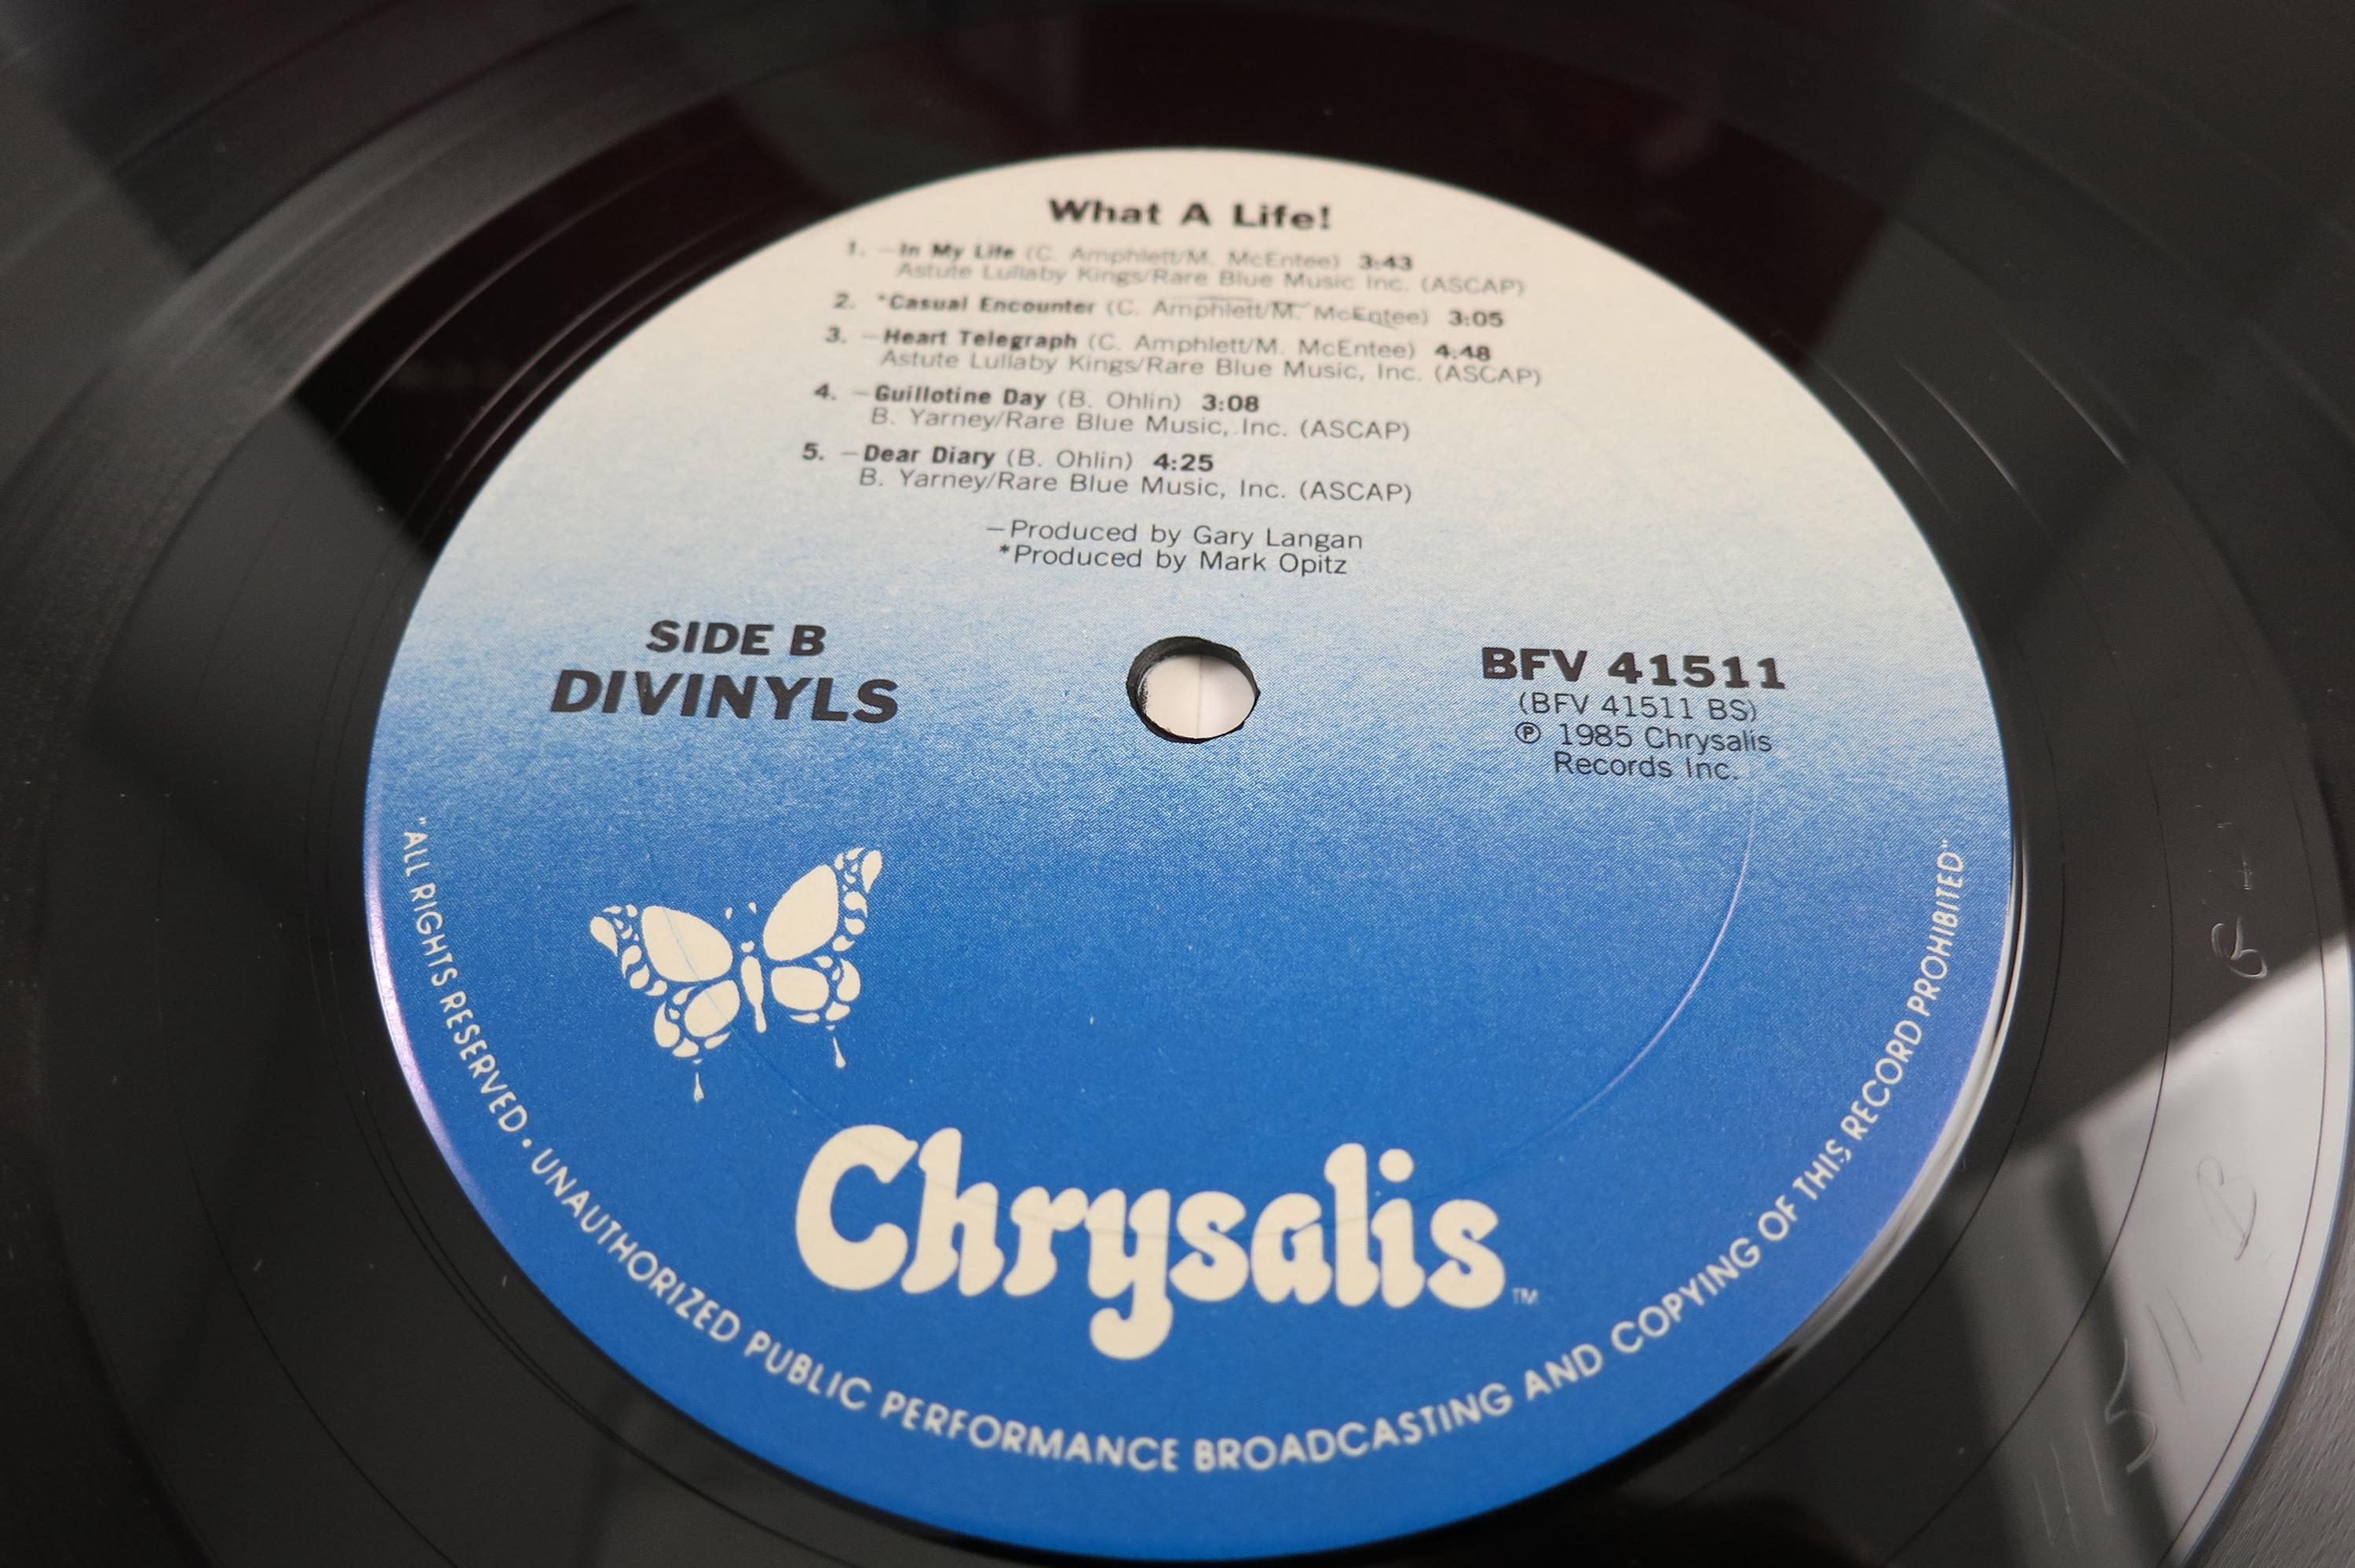 What A Life!
1. —In My Life (C. Amphlett/M. McEntee) 3:43
Astute Lullaby Kings/Rare Blue Music Inc. (ASCAP)
2. *Casual Encounter (C. Amphlett/M. McEntee) 3:05
3. —Heart Telegraph (C. Amphlett/M. McEntee) 4:48
Astute Lullaby Kings/Rare Blue Music, Inc. (ASCAP)
4. —Guillotine Day (B. Ohlin) 3:08
B. Yarney/Rare Blue Music, Inc. (ASCAP)
5. —Dear Diary (B. Ohlin) 4:25
B. Yarney/Rare Blue Music, Inc. (ASCAP)
—Produced by Gary Langan
*Produced by Mark Opitz
SIDE B
DIVINYLS
BFV 41511
(BFV 41511 BS)
℗ 1985 Chrysalis
Records Inc.
Chrysalis™
"ALL RIGHTS RESERVED • UNAUTHORIZED PUBLIC PERFORMANCE BROADCASTING AND COPYING OF THIS RECORD PROHIBITED"